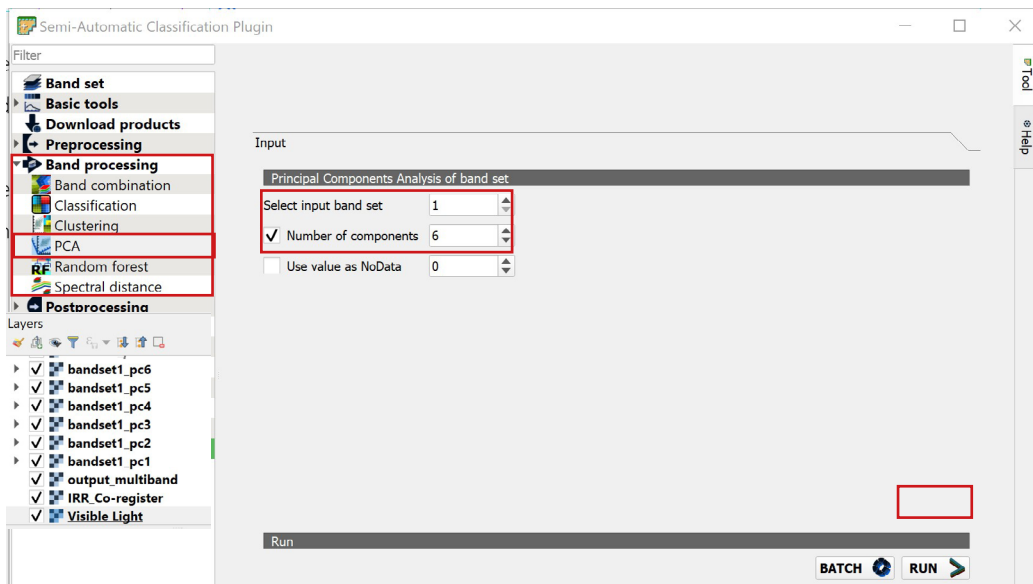 Semi-Automatic Classification Plugin
Filter
Band set
Basic tools
Download products
Preprocessing
Band processing
Band combination
Classification
Clustering
PCA
RF Random forest
Spectral distance
Postprocessing
Layers
bandset1_pc6
bandset1_pc5
bandset1_pc4
bandset1_pc3
bandset1_pc2
bandset1_pc1
output_multiband
IRR_Co-register
Visible Light
Input
Principal Components Analysis of band set
Select input band set 1
Number of components 6
Use value as NoData 0
Run
BATCH RUN
Tool
Help